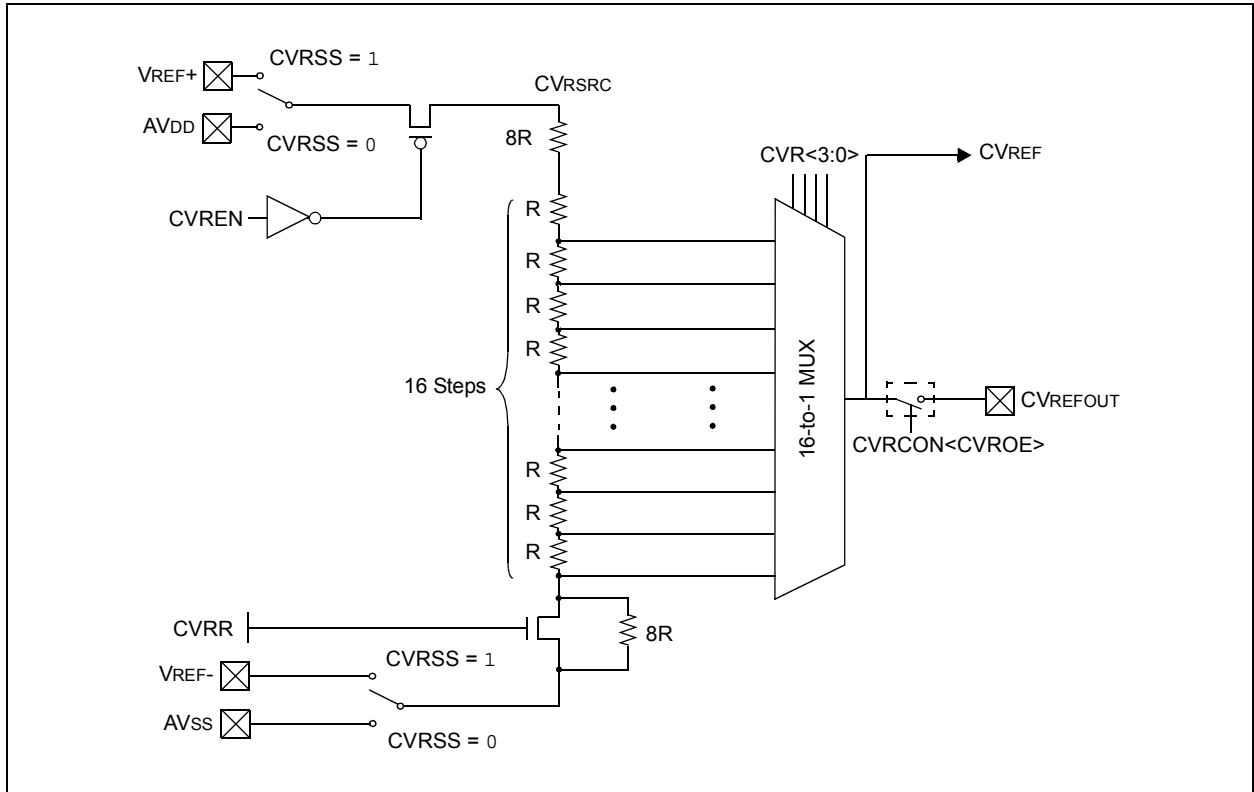 CVRSS = 1
VREF+
CVRSRC
AVDD
CVRSS = 0
8R
CVR<3:0>
CVREF
CVREN
R
R
R
R
16 Steps
16-to-1 MUX
CVREFOUT
CVRCON<CVROE>
R
R
R
CVRR
8R
CVRSS = 1
VREF-
AVSS
CVRSS = 0